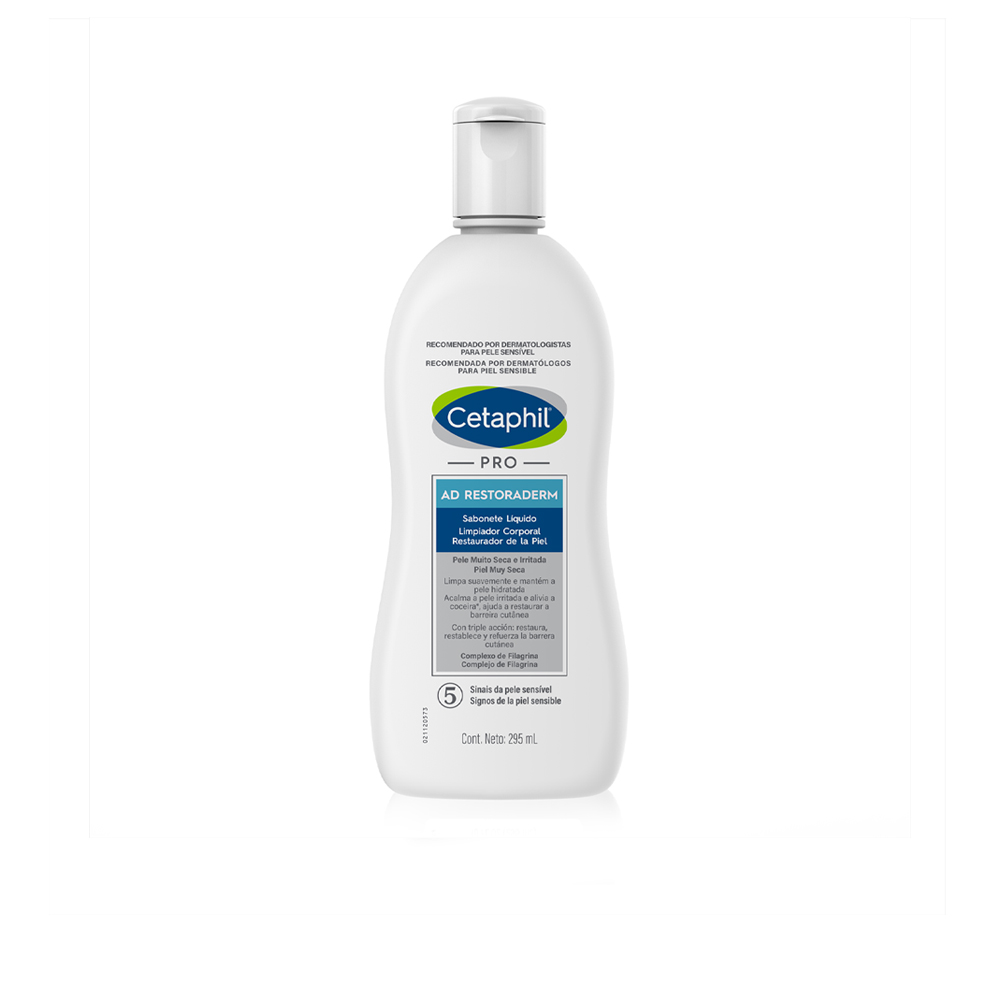 RECOMENDADO POR DERMATOLOGISTAS
PARA PELE SENSÍVEL
RECOMENDADA POR DERMATÓLOGOS
PARA PIEL SENSIBLE
Cetaphil®
PRO
AD RESTORADERM
Sabonete Líquido
Limpiador Corporal
Restaurador de la Piel
Pele Muito Seca e Irritada
Piel Muy Seca
Limpa suavemente e mantém a
pele hidratada
Acalma a pele irritada e alivia a
coceira*, ajuda a restaurar a
barreira cutânea
Con triple acción: restaura,
restablece y refuerza la barrera
cutánea
Complexo de Filagrina
Complejo de Filagrina
5 Sinais da pele sensível
Signos de la piel sensible
021120573
Cont. Neto: 295 mL